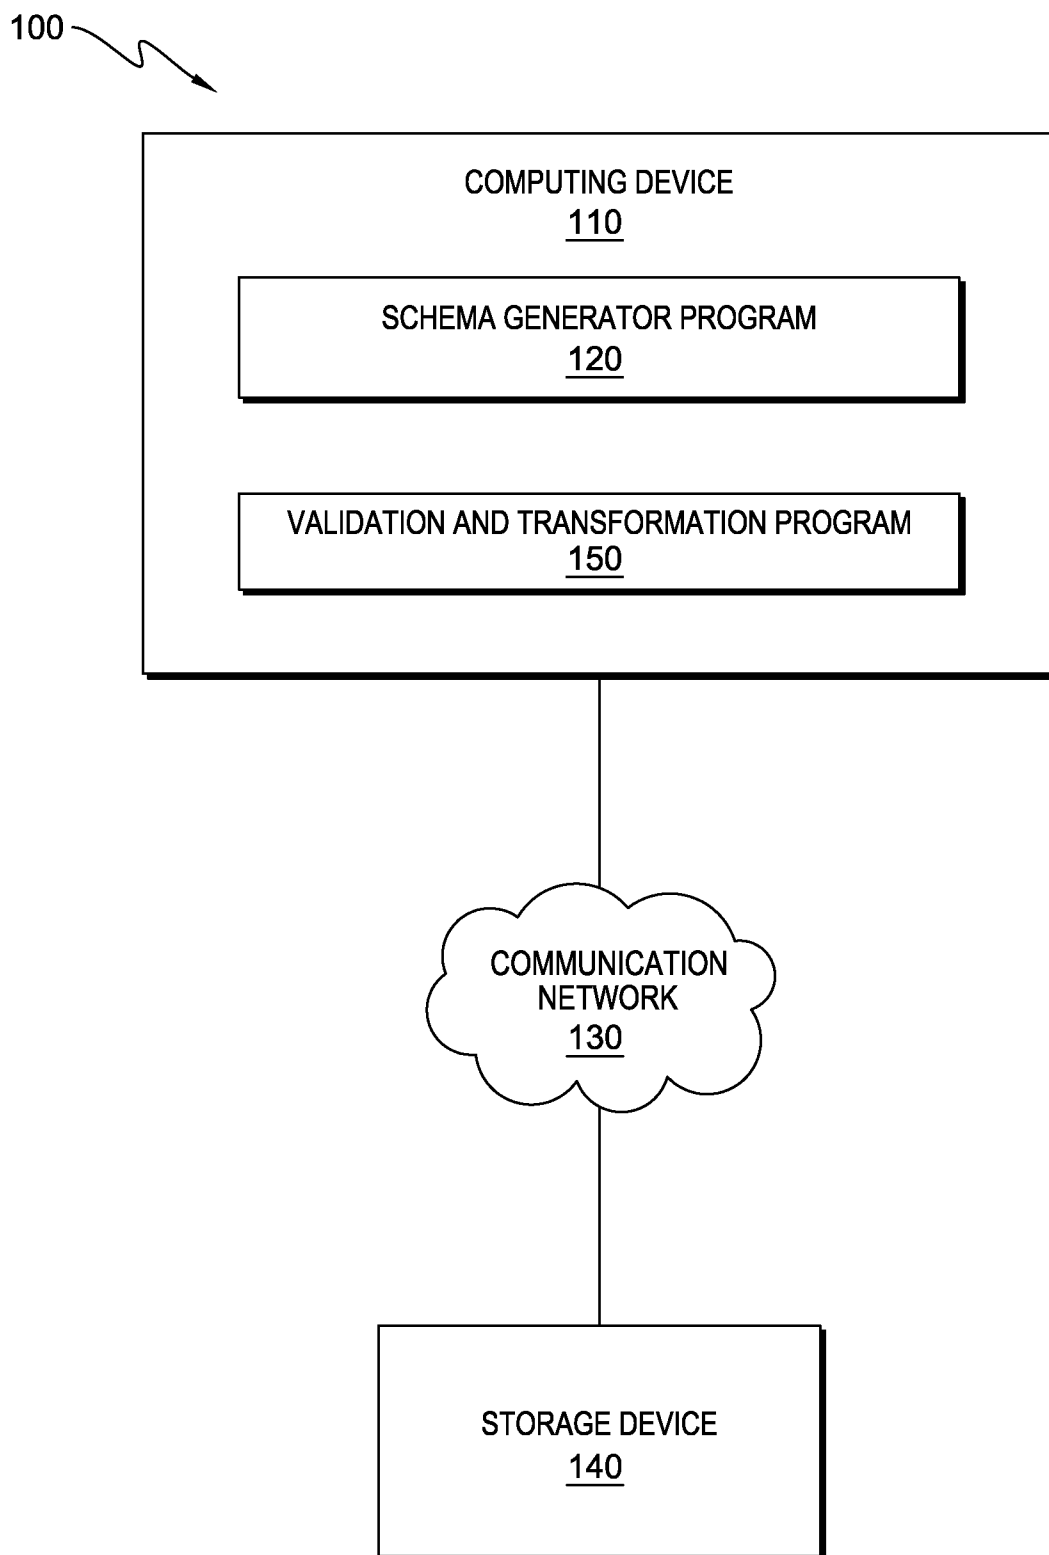 100
COMPUTING DEVICE
110
SCHEMA GENERATOR PROGRAM
120
VALIDATION AND TRANSFORMATION PROGRAM
150
COMMUNICATION
NETWORK
130
STORAGE DEVICE
140